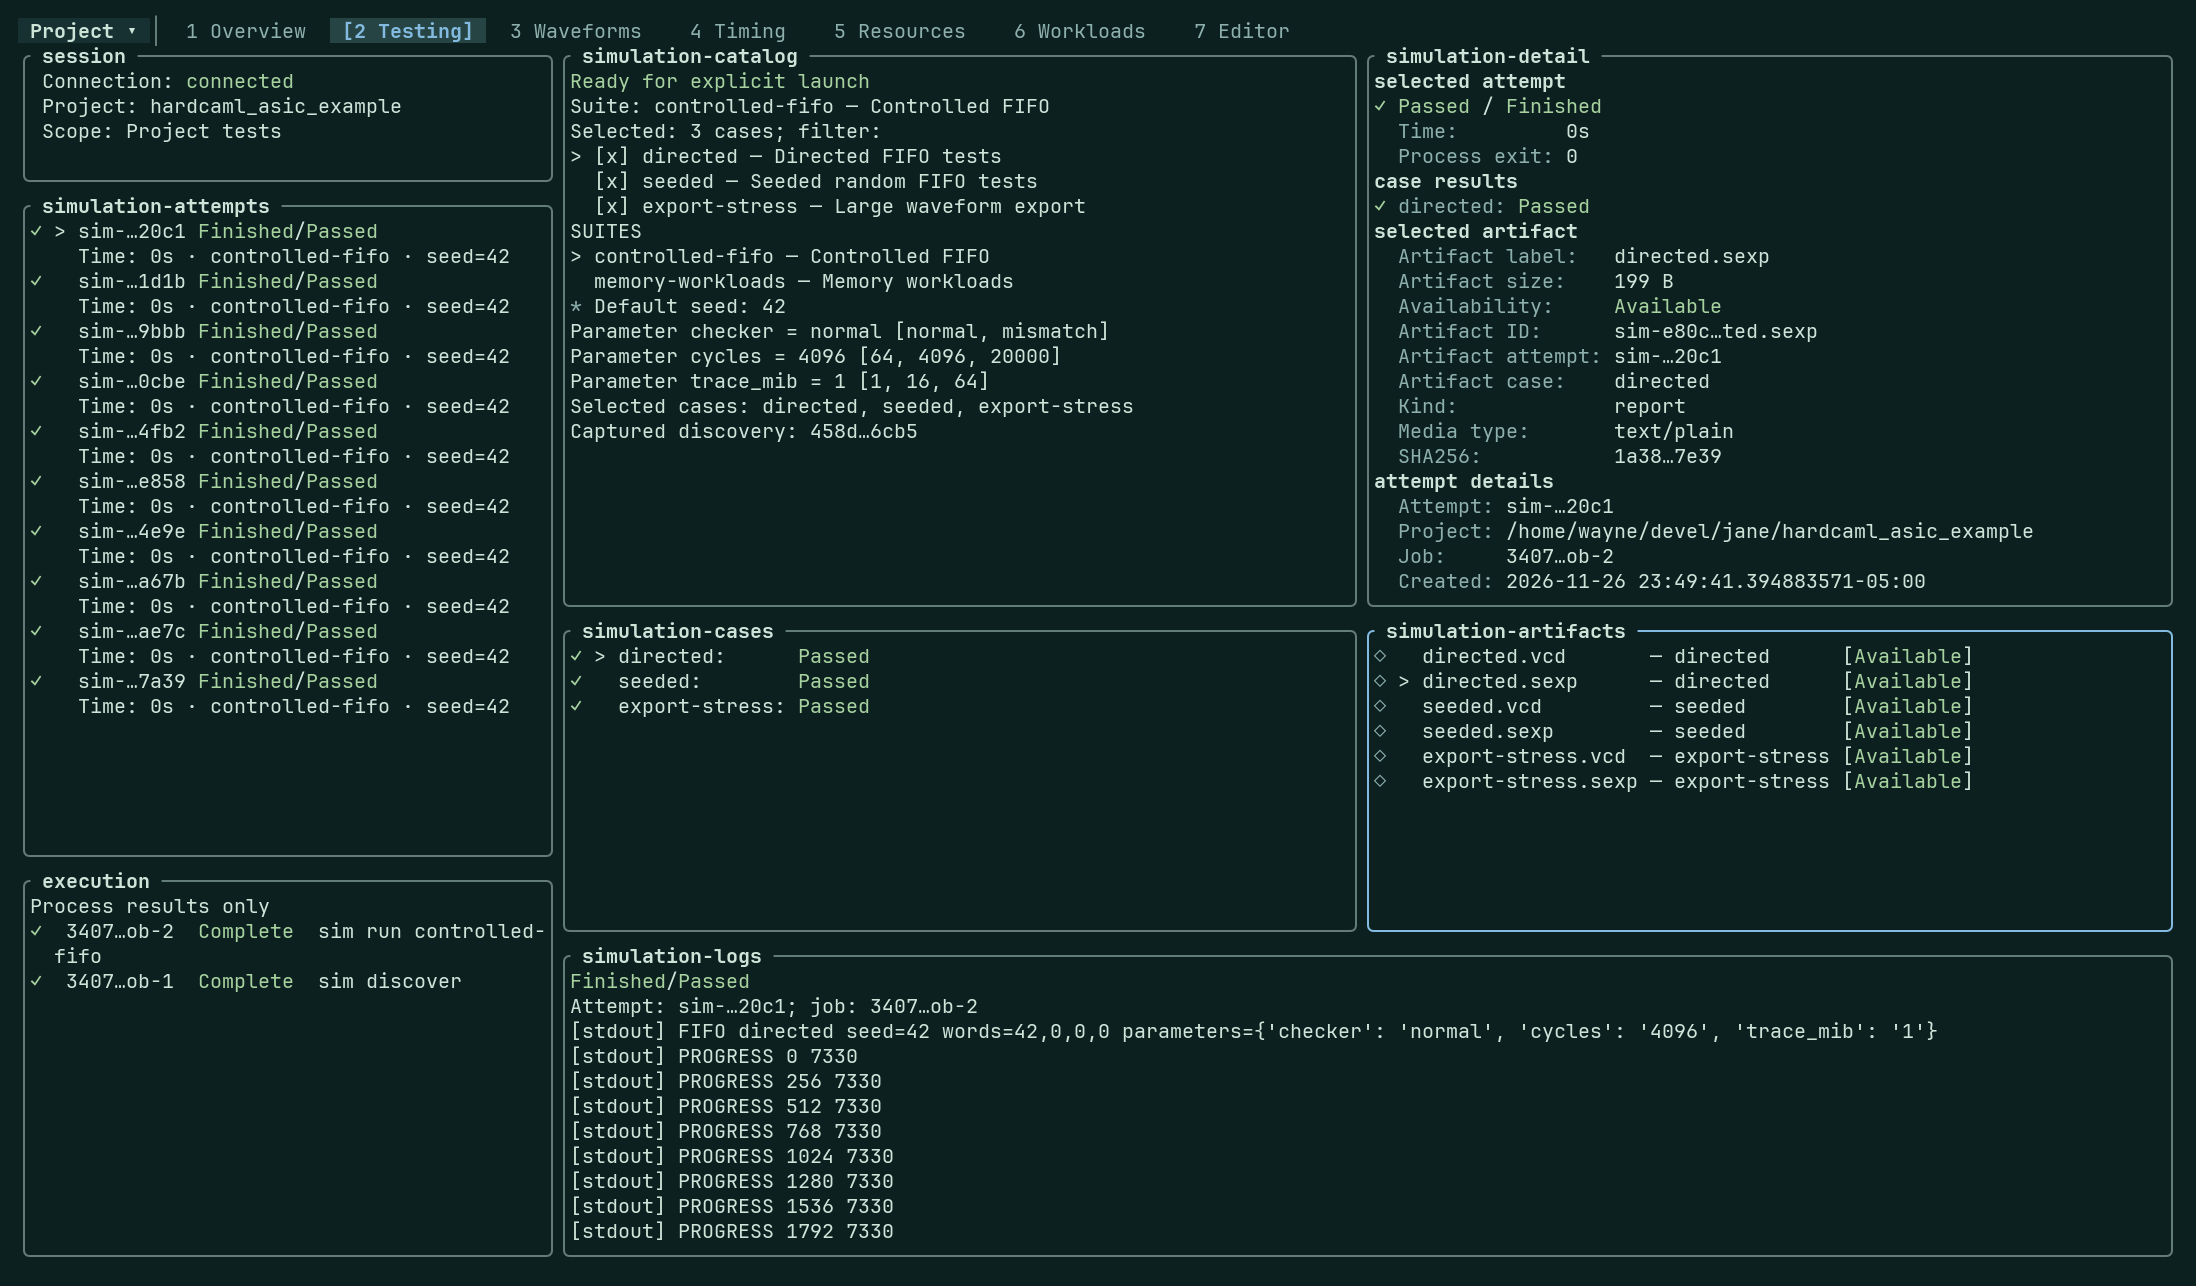 Project ▾ │ 1 Overview [2 Testing] 3 Waveforms 4 Timing 5 Resources 6 Workloads 7 Editor
session
Connection: connected
Project: hardcaml_asic_example
Scope: Project tests
simulation-attempts
✓ > sim-…20c1 Finished/Passed
Time: 0s · controlled-fifo · seed=42
✓ sim-…1d1b Finished/Passed
Time: 0s · controlled-fifo · seed=42
✓ sim-…9bbb Finished/Passed
Time: 0s · controlled-fifo · seed=42
✓ sim-…0cbe Finished/Passed
Time: 0s · controlled-fifo · seed=42
✓ sim-…4fb2 Finished/Passed
Time: 0s · controlled-fifo · seed=42
✓ sim-…e858 Finished/Passed
Time: 0s · controlled-fifo · seed=42
✓ sim-…4e9e Finished/Passed
Time: 0s · controlled-fifo · seed=42
✓ sim-…a67b Finished/Passed
Time: 0s · controlled-fifo · seed=42
✓ sim-…ae7c Finished/Passed
Time: 0s · controlled-fifo · seed=42
✓ sim-…7a39 Finished/Passed
Time: 0s · controlled-fifo · seed=42
execution
Process results only
✓ 3407…ob-2 Complete sim run controlled-
fifo
✓ 3407…ob-1 Complete sim discover
simulation-catalog
Ready for explicit launch
Suite: controlled-fifo — Controlled FIFO
Selected: 3 cases; filter:
> [x] directed — Directed FIFO tests
[x] seeded — Seeded random FIFO tests
[x] export-stress — Large waveform export
SUITES
> controlled-fifo — Controlled FIFO
memory-workloads — Memory workloads
* Default seed: 42
Parameter checker = normal [normal, mismatch]
Parameter cycles = 4096 [64, 4096, 20000]
Parameter trace_mib = 1 [1, 16, 64]
Selected cases: directed, seeded, export-stress
Captured discovery: 458d…6cb5
simulation-detail
selected attempt
✓ Passed / Finished
Time: 0s
Process exit: 0
case results
✓ directed: Passed
selected artifact
Artifact label: directed.sexp
Artifact size: 199 B
Availability: Available
Artifact ID: sim-e80c…ted.sexp
Artifact attempt: sim-…20c1
Artifact case: directed
Kind: report
Media type: text/plain
SHA256: 1a38…7e39
attempt details
Attempt: sim-…20c1
Project: /home/wayne/devel/jane/hardcaml_asic_example
Job: 3407…ob-2
Created: 2026-11-26 23:49:41.394883571-05:00
simulation-cases
✓ > directed: Passed
✓ seeded: Passed
✓ export-stress: Passed
simulation-artifacts
◇ directed.vcd — directed [Available]
◇ > directed.sexp — directed [Available]
◇ seeded.vcd — seeded [Available]
◇ seeded.sexp — seeded [Available]
◇ export-stress.vcd — export-stress [Available]
◇ export-stress.sexp — export-stress [Available]
simulation-logs
Finished/Passed
Attempt: sim-…20c1; job: 3407…ob-2
[stdout] FIFO directed seed=42 words=42,0,0,0 parameters={'checker': 'normal', 'cycles': '4096', 'trace_mib': '1'}
[stdout] PROGRESS 0 7330
[stdout] PROGRESS 256 7330
[stdout] PROGRESS 512 7330
[stdout] PROGRESS 768 7330
[stdout] PROGRESS 1024 7330
[stdout] PROGRESS 1280 7330
[stdout] PROGRESS 1536 7330
[stdout] PROGRESS 1792 7330